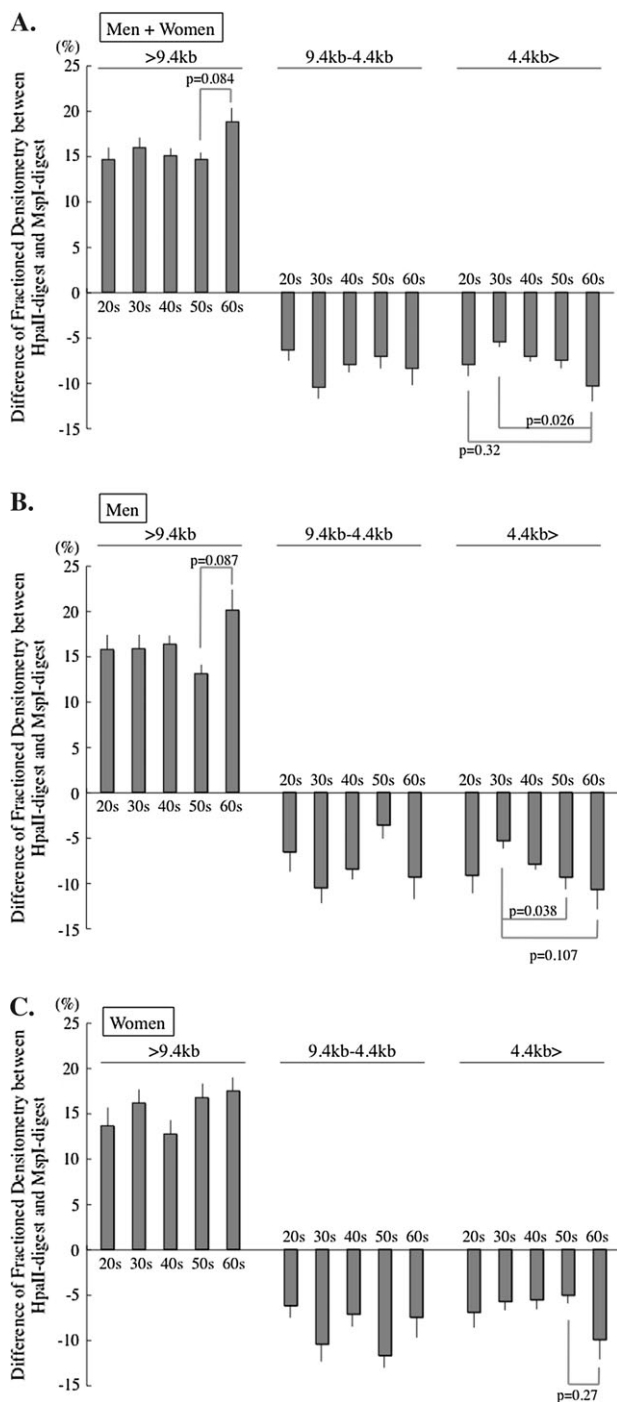 A.
Men + Women
(%)
>9.4kb
9.4kb-4.4kb
4.4kb>
Difference of Fractioned Densitometry between
HpaII-digest and MspI-digest
25
20
15
10
5
0
-5
-10
-15
p=0.084
20s 30s 40s 50s 60s
20s 30s 40s 50s 60s
20s 30s 40s 50s 60s
p=0.026
p=0.32
B.
Men
(%)
>9.4kb
9.4kb-4.4kb
4.4kb>
Difference of Fractioned Densitometry between
HpaII-digest and MspI-digest
25
20
15
10
5
0
-5
-10
-15
p=0.087
20s 30s 40s 50s 60s
20s 30s 40s 50s 60s
20s 30s 40s 50s 60s
p=0.038
p=0.107
C.
Women
(%)
>9.4kb
9.4kb-4.4kb
4.4kb>
Difference of Fractioned Densitometry between
HpaII-digest and MspI-digest
25
20
15
10
5
0
-5
-10
-15
20s 30s 40s 50s 60s
20s 30s 40s 50s 60s
20s 30s 40s 50s 60s
p=0.27